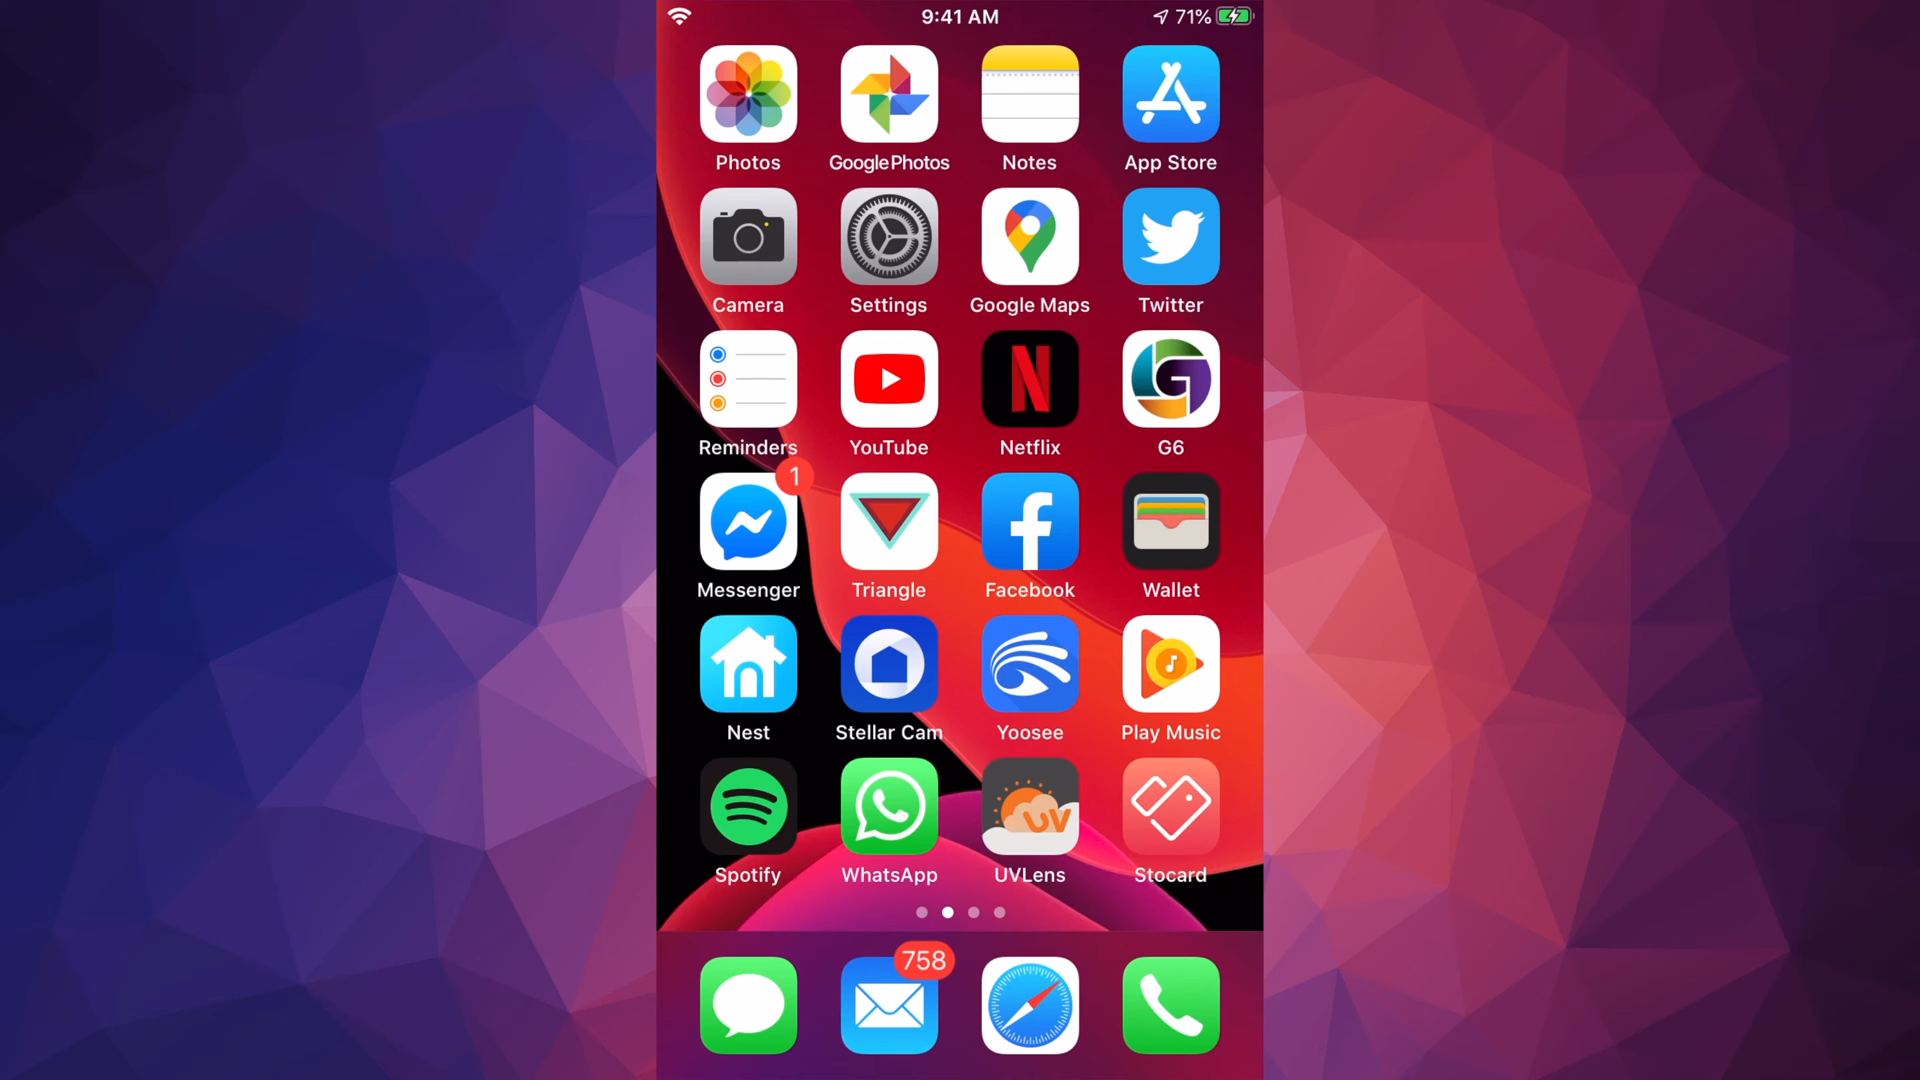 9:41 AM 71%
Photos Google Photos Notes App Store
Camera Settings Google Maps Twitter
Reminders YouTube Netflix G6
1
Messenger Triangle Facebook Wallet
Nest Stellar Cam Yoosee Play Music
UV
Spotify WhatsApp UVLens Stocard
758